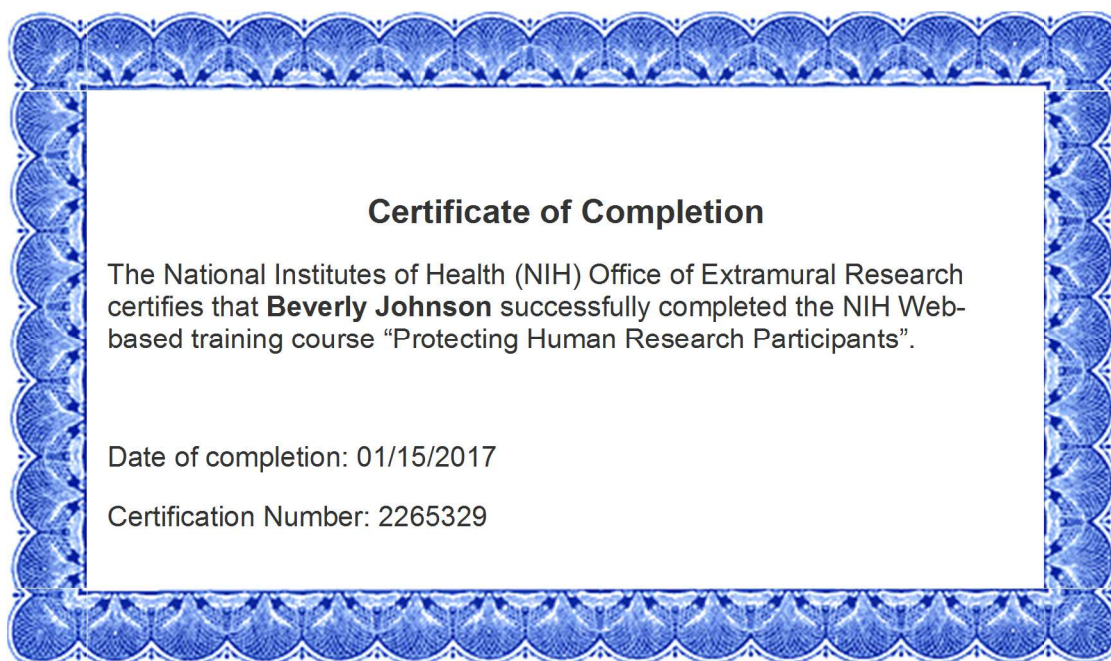 Certificate of Completion
The National Institutes of Health (NIH) Office of Extramural Research
certifies that Beverly Johnson successfully completed the NIH Web-
based training course “Protecting Human Research Participants”.
Date of completion: 01/15/2017
Certification Number: 2265329